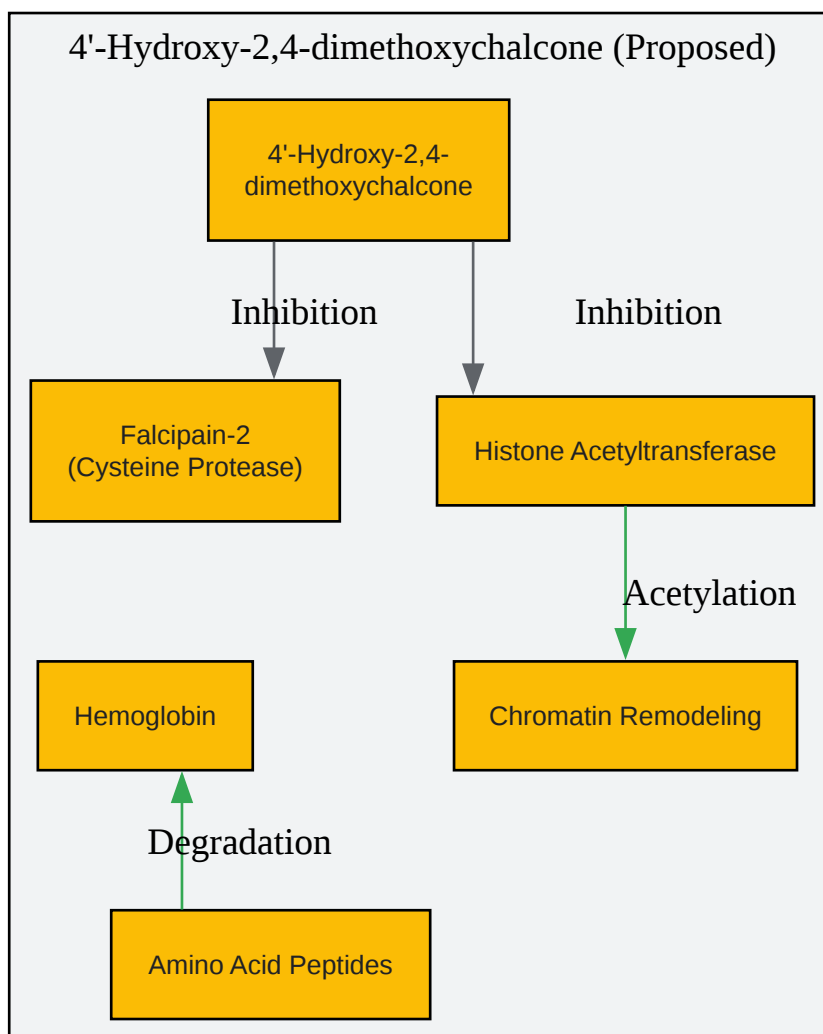 4'-Hydroxy-2,4-dimethoxychalcone (Proposed)
4'-Hydroxy-2,4-
dimethoxychalcone
Inhibition
Inhibition
Falcipain-2
(Cysteine Protease)
Histone Acetyltransferase
Acetylation
Hemoglobin
Chromatin Remodeling
Degradation
Amino Acid Peptides